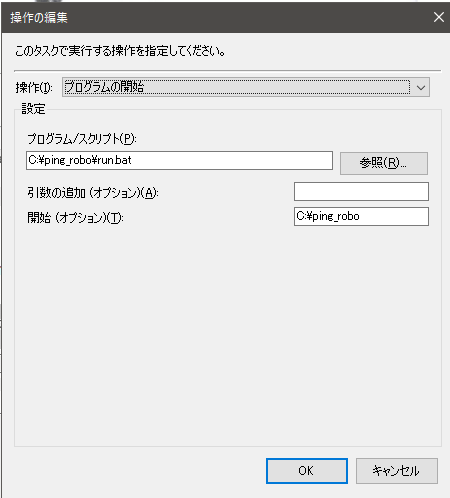 操作の編集
このタスクで実行する操作を指定してください。
操作(I): プログラムの開始
設定
プログラム/スクリプト(P):
C:¥ping_robo¥run.bat 参照(R)...
引数の追加 (オプション)(A):
開始 (オプション)(T): C:¥ping_robo
OK キャンセル